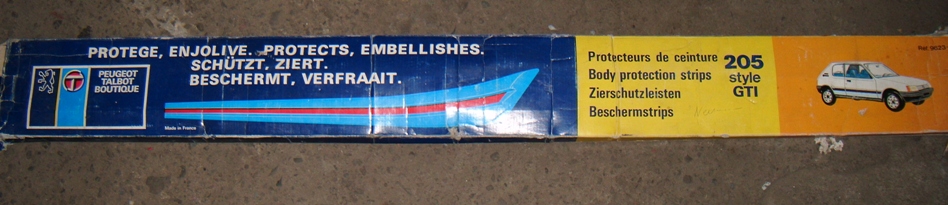 PROTEGE, ENJOLIVE. PROTECTS, EMBELLISHES.
SCHÜTZT, ZIERT.
BESCHERMT, VERFRAAIT.
PEUGEOT
TALBOT
BOUTIQUE
Made in France
Protecteurs de ceinture
Body protection strips
Zierschutzleisten
Beschermstrips
205
style
GTI